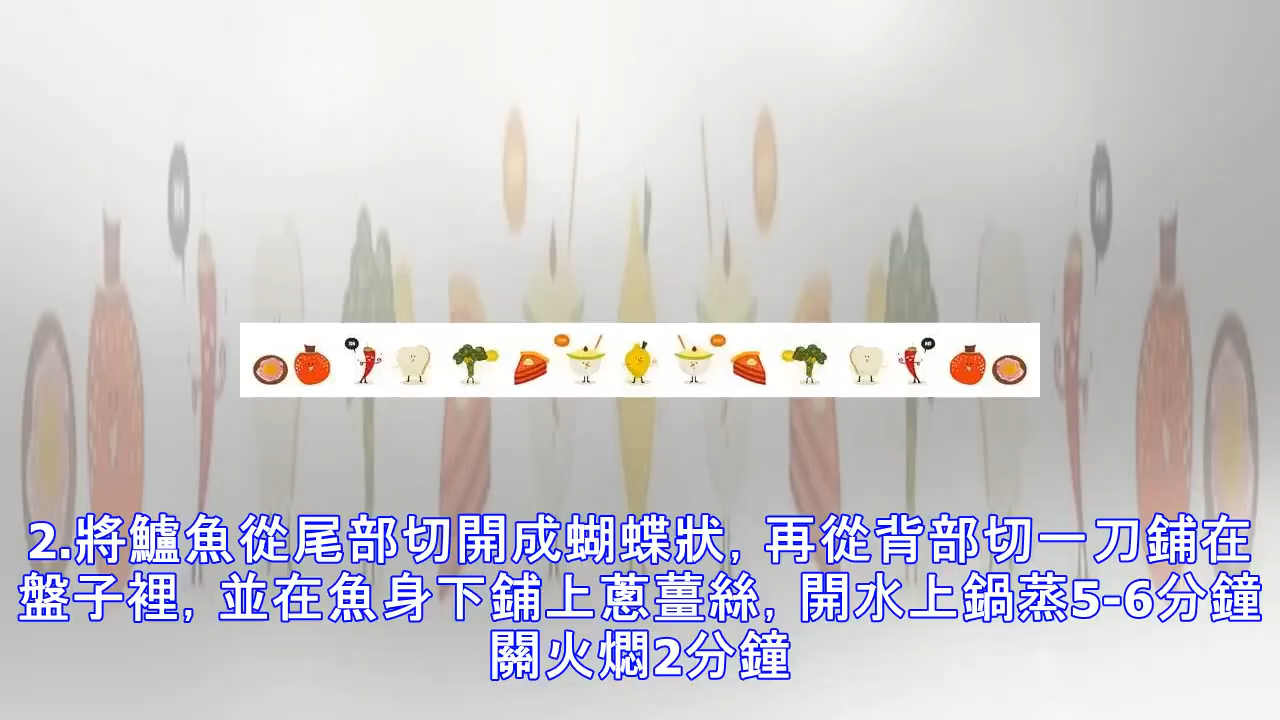 2.將鱸魚從尾部切開成蝴蝶狀, 再從背部切一刀鋪在
盤子裡, 並在魚身下鋪上蔥薑絲, 開水上鍋蒸5-6分鐘
關火燜2分鐘